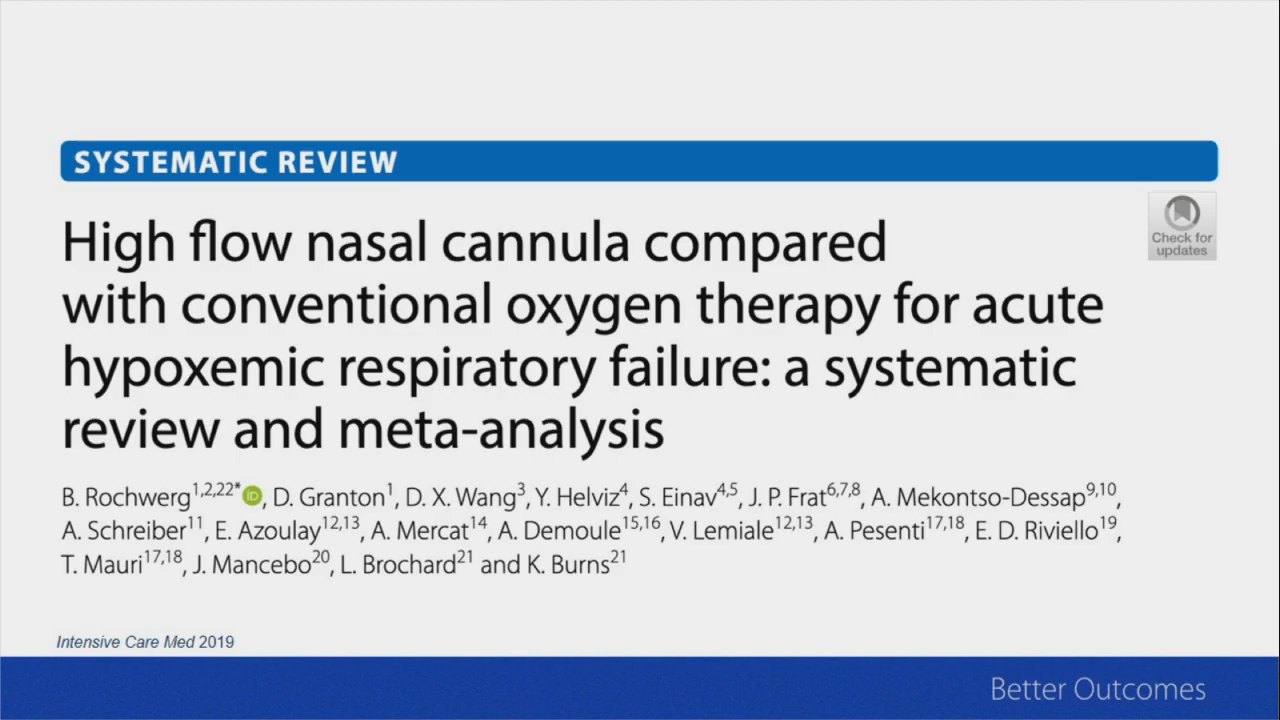 SYSTEMATIC REVIEW
High flow nasal cannula compared
with conventional oxygen therapy for acute
hypoxemic respiratory failure: a systematic
review and meta-analysis
Check for
updates
B. Rochwerg1,2,22* iD, D. Granton1, D. X. Wang3, Y. Helviz4, S. Einav4,5, J. P. Frat6,7,8, A. Mekontso-Dessap9,10,
A. Schreiber11, E. Azoulay12,13, A. Mercat14, A. Demoule15,16, V. Lemiale12,13, A. Pesenti17,18, E. D. Riviello19,
T. Mauri17,18, J. Mancebo20, L. Brochard21 and K. Burns21
Intensive Care Med 2019
Better Outcomes